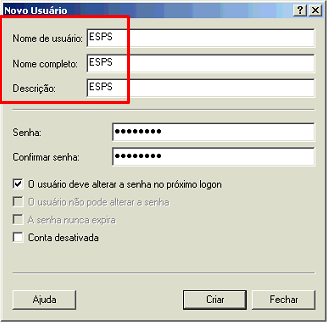 Novo Usuário
Nome de usuário: ESPS
Nome completo: ESPS
Descrição: ESPS
Senha: ●●●●●●●●
Confirmar senha: ●●●●●●●●
O usuário deve alterar a senha no próximo logon
O usuário não pode alterar a senha
A senha nunca expira
Conta desativada
Ajuda Criar Fechar